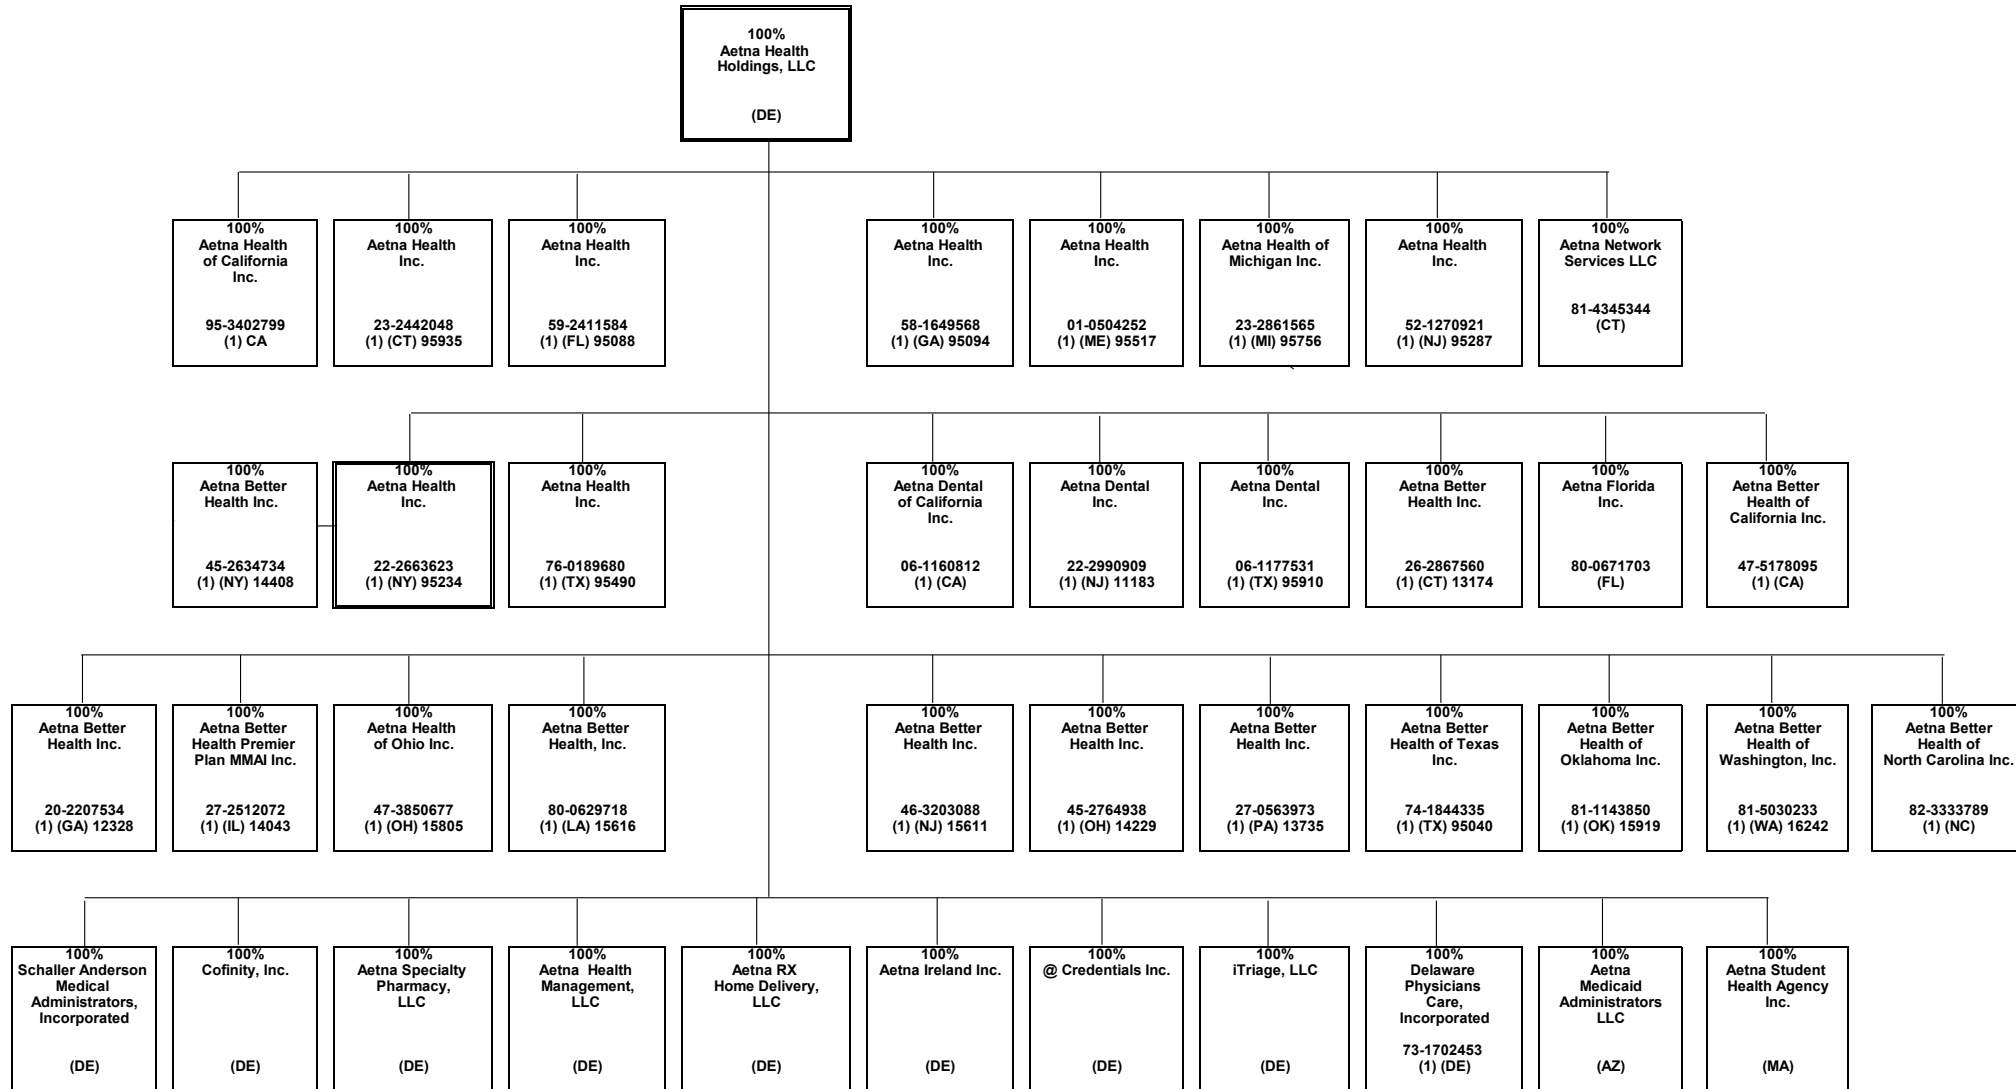 100%
Aetna Health
Holdings, LLC
(DE)
100%
Aetna Health
of California
Inc.
95-3402799
(1) CA
100%
Aetna Health
Inc.
23-2442048
(1) (CT) 95935
100%
Aetna Health
Inc.
59-2411584
(1) (FL) 95088
100%
Aetna Health
Inc.
58-1649568
(1) (GA) 95094
100%
Aetna Health
Inc.
01-0504252
(1) (ME) 95517
100%
Aetna Health of
Michigan Inc.
23-2861565
(1) (MI) 95756
100%
Aetna Health
Inc.
52-1270921
(1) (NJ) 95287
100%
Aetna Network
Services LLC
81-4345344
(CT)
100%
Aetna Better
Health Inc.
45-2634734
(1) (NY) 14408
100%
Aetna Health
Inc.
22-2663623
(1) (NY) 95234
100%
Aetna Health
Inc.
76-0189680
(1) (TX) 95490
100%
Aetna Dental
of California
Inc.
06-1160812
(1) (CA)
100%
Aetna Dental
Inc.
22-2990909
(1) (NJ) 11183
100%
Aetna Dental
Inc.
06-1177531
(1) (TX) 95910
100%
Aetna Better
Health Inc.
26-2867560
(1) (CT) 13174
100%
Aetna Florida
Inc.
80-0671703
(FL)
100%
Aetna Better
Health of
California Inc.
47-5178095
(1) (CA)
100%
Aetna Better
Health Inc.
20-2207534
(1) (GA) 12328
100%
Aetna Better
Health Premier
Plan MMAI Inc.
27-2512072
(1) (IL) 14043
100%
Aetna Health
of Ohio Inc.
47-3850677
(1) (OH) 15805
100%
Aetna Better
Health, Inc.
80-0629718
(1) (LA) 15616
100%
Aetna Better
Health Inc.
46-3203088
(1) (NJ) 15611
100%
Aetna Better
Health Inc.
45-2764938
(1) (OH) 14229
100%
Aetna Better
Health Inc.
27-0563973
(1) (PA) 13735
100%
Aetna Better
Health of Texas
Inc.
74-1844335
(1) (TX) 95040
100%
Aetna Better
Health of
Oklahoma Inc.
81-1143850
(1) (OK) 15919
100%
Aetna Better
Health of
Washington, Inc.
81-5030233
(1) (WA) 16242
100%
Aetna Better
Health of
North Carolina Inc.
82-3333789
(1) (NC)
100%
Schaller Anderson
Medical
Administrators,
Incorporated
(DE)
100%
Cofinity, Inc.
(DE)
100%
Aetna Specialty
Pharmacy,
LLC
(DE)
100%
Aetna Health
Management,
LLC
(DE)
100%
Aetna RX
Home Delivery,
LLC
(DE)
100%
Aetna Ireland Inc.
(DE)
100%
@ Credentials Inc.
(DE)
100%
iTriage, LLC
(DE)
100%
Delaware
Physicians
Care,
Incorporated
73-1702453
(1) (DE)
100%
Aetna
Medicaid
Administrators
LLC
(AZ)
100%
Aetna Student
Health Agency
Inc.
(MA)